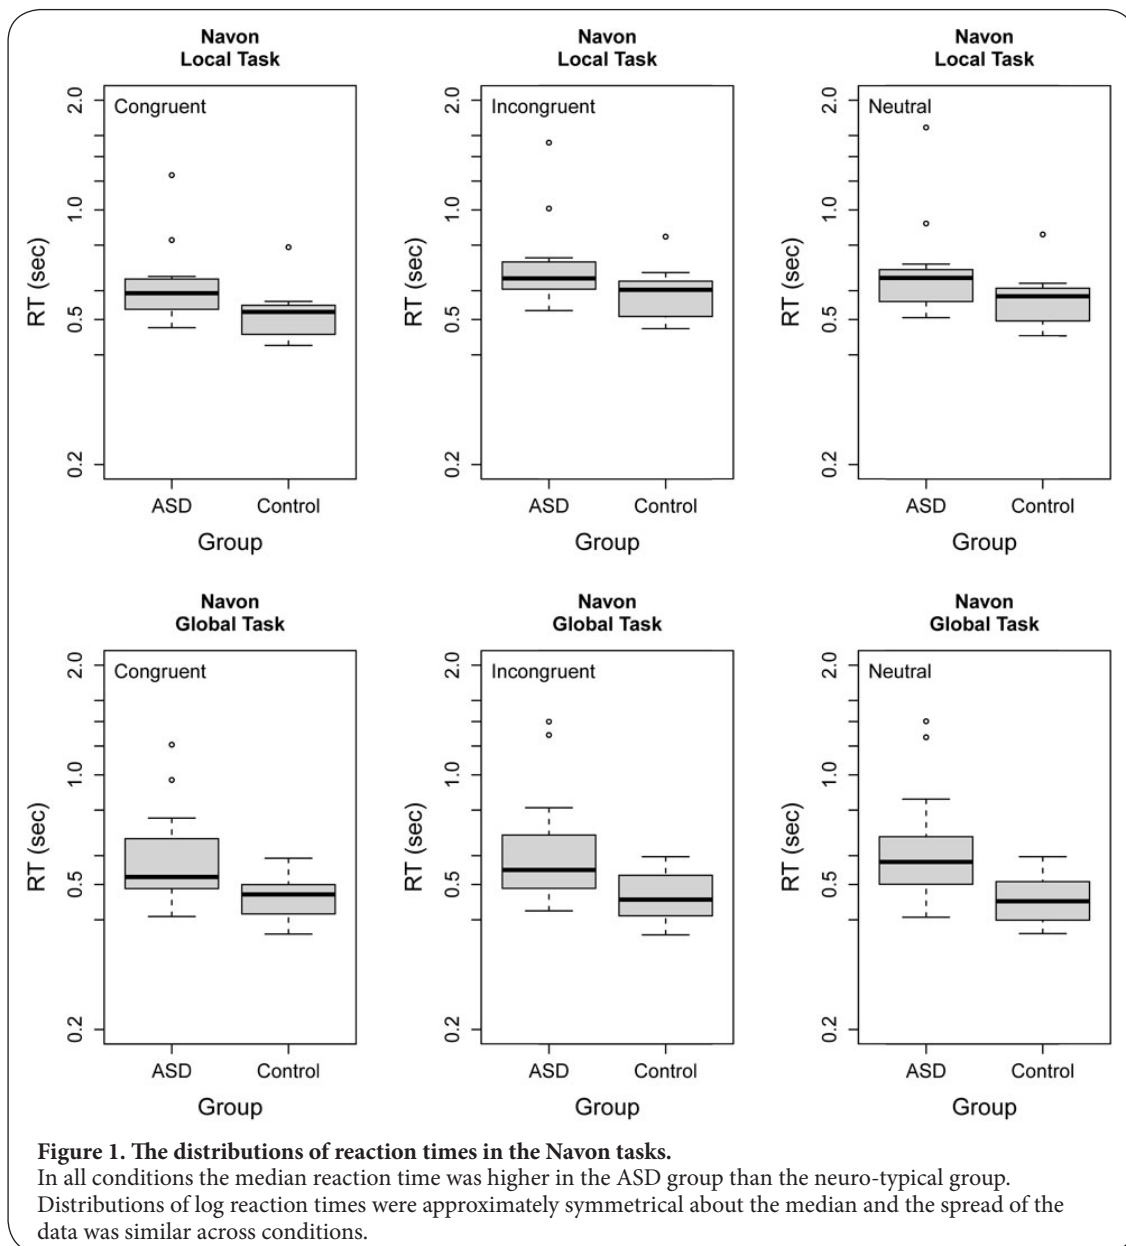 Navon
Local Task
Congruent
2.0
1.0
0.5
0.2
RT (sec)
ASD Control
Group
Navon
Local Task
Incongruent
2.0
1.0
0.5
0.2
RT (sec)
ASD Control
Group
Navon
Local Task
Neutral
2.0
1.0
0.5
0.2
RT (sec)
ASD Control
Group
Navon
Global Task
Congruent
2.0
1.0
0.5
0.2
RT (sec)
ASD Control
Group
Navon
Global Task
Incongruent
2.0
1.0
0.5
0.2
RT (sec)
ASD Control
Group
Navon
Global Task
Neutral
2.0
1.0
0.5
0.2
RT (sec)
ASD Control
Group
Figure 1. The distributions of reaction times in the Navon tasks.
In all conditions the median reaction time was higher in the ASD group than the neuro-typical group.
Distributions of log reaction times were approximately symmetrical about the median and the spread of the
data was similar across conditions.